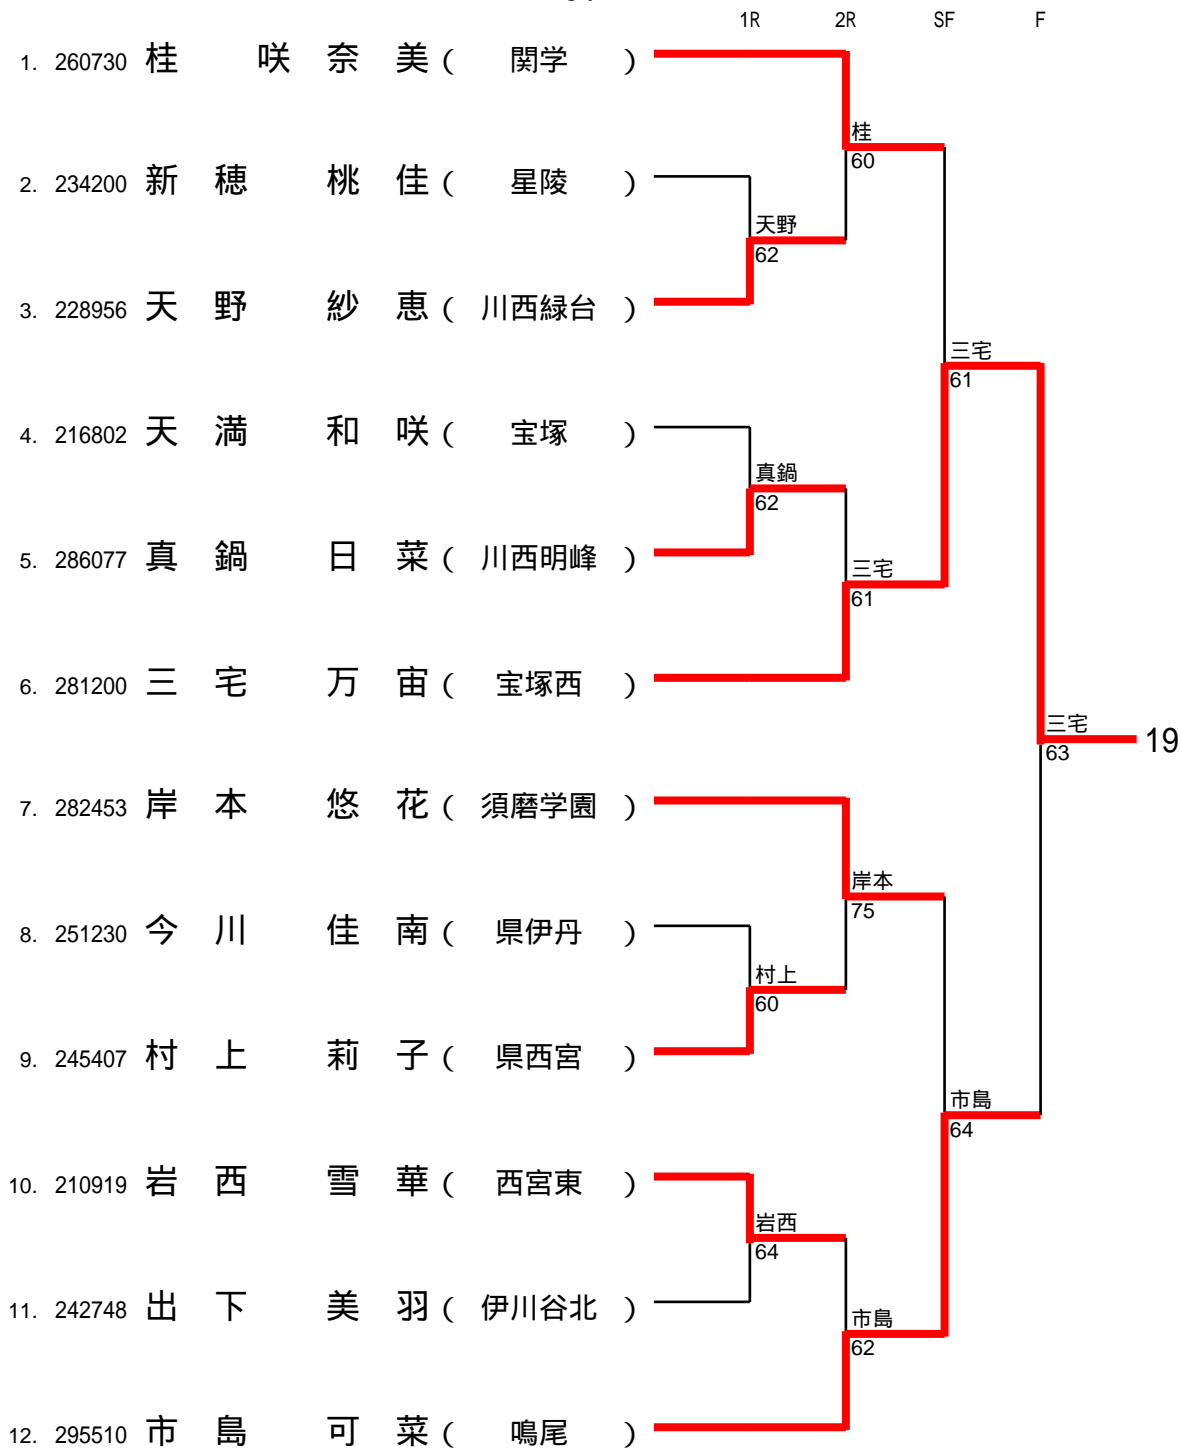 1R 2R SF F
1. 260730 桂 咲奈美 ( 関学 )
桂
60
2. 234200 新穂 桃佳 ( 星陵 )
天野
62
3. 228956 天野 紗恵 ( 川西緑台 )
三宅
61
4. 216802 天満 和咲 ( 宝塚 )
真鍋
62
5. 286077 真鍋 日菜 ( 川西明峰 )
三宅
61
6. 281200 三宅 万宙 ( 宝塚西 )
三宅 19
63
7. 282453 岸本 悠花 ( 須磨学園 )
岸本
75
8. 251230 今川 佳南 ( 県伊丹 )
村上
60
9. 245407 村上 莉子 ( 県西宮 )
市島
64
10. 210919 岩西 雪華 ( 西宮東 )
岩西
64
11. 242748 出下 美羽 ( 伊川谷北 )
市島
62
12. 295510 市島 可菜 ( 鳴尾 )